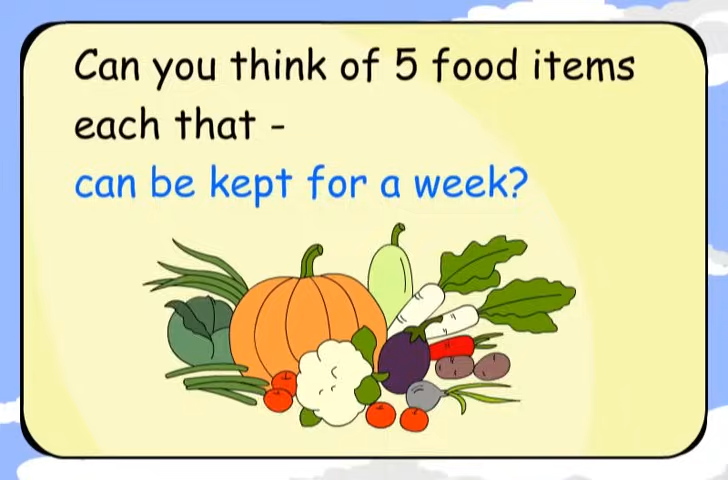 Can you think of 5 food items
each that -
can be kept for a week?